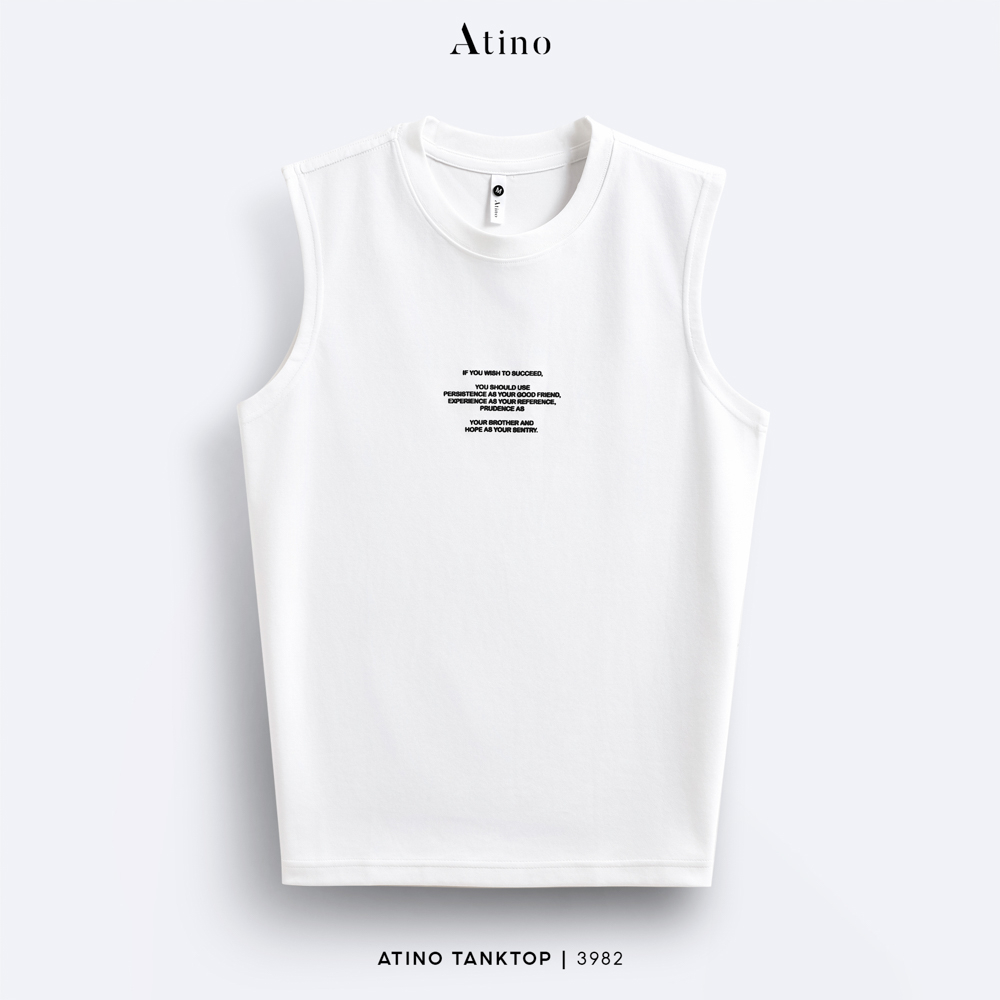 Atino
M
Atino
IF YOU WISH TO SUCCEED,
YOU SHOULD USE
PERSISTENCE AS YOUR GOOD FRIEND,
EXPERIENCE AS YOUR REFERENCE,
PRUDENCE AS
YOUR BROTHER AND
HOPE AS YOUR SENTRY.
ATINO TANKTOP | 3982